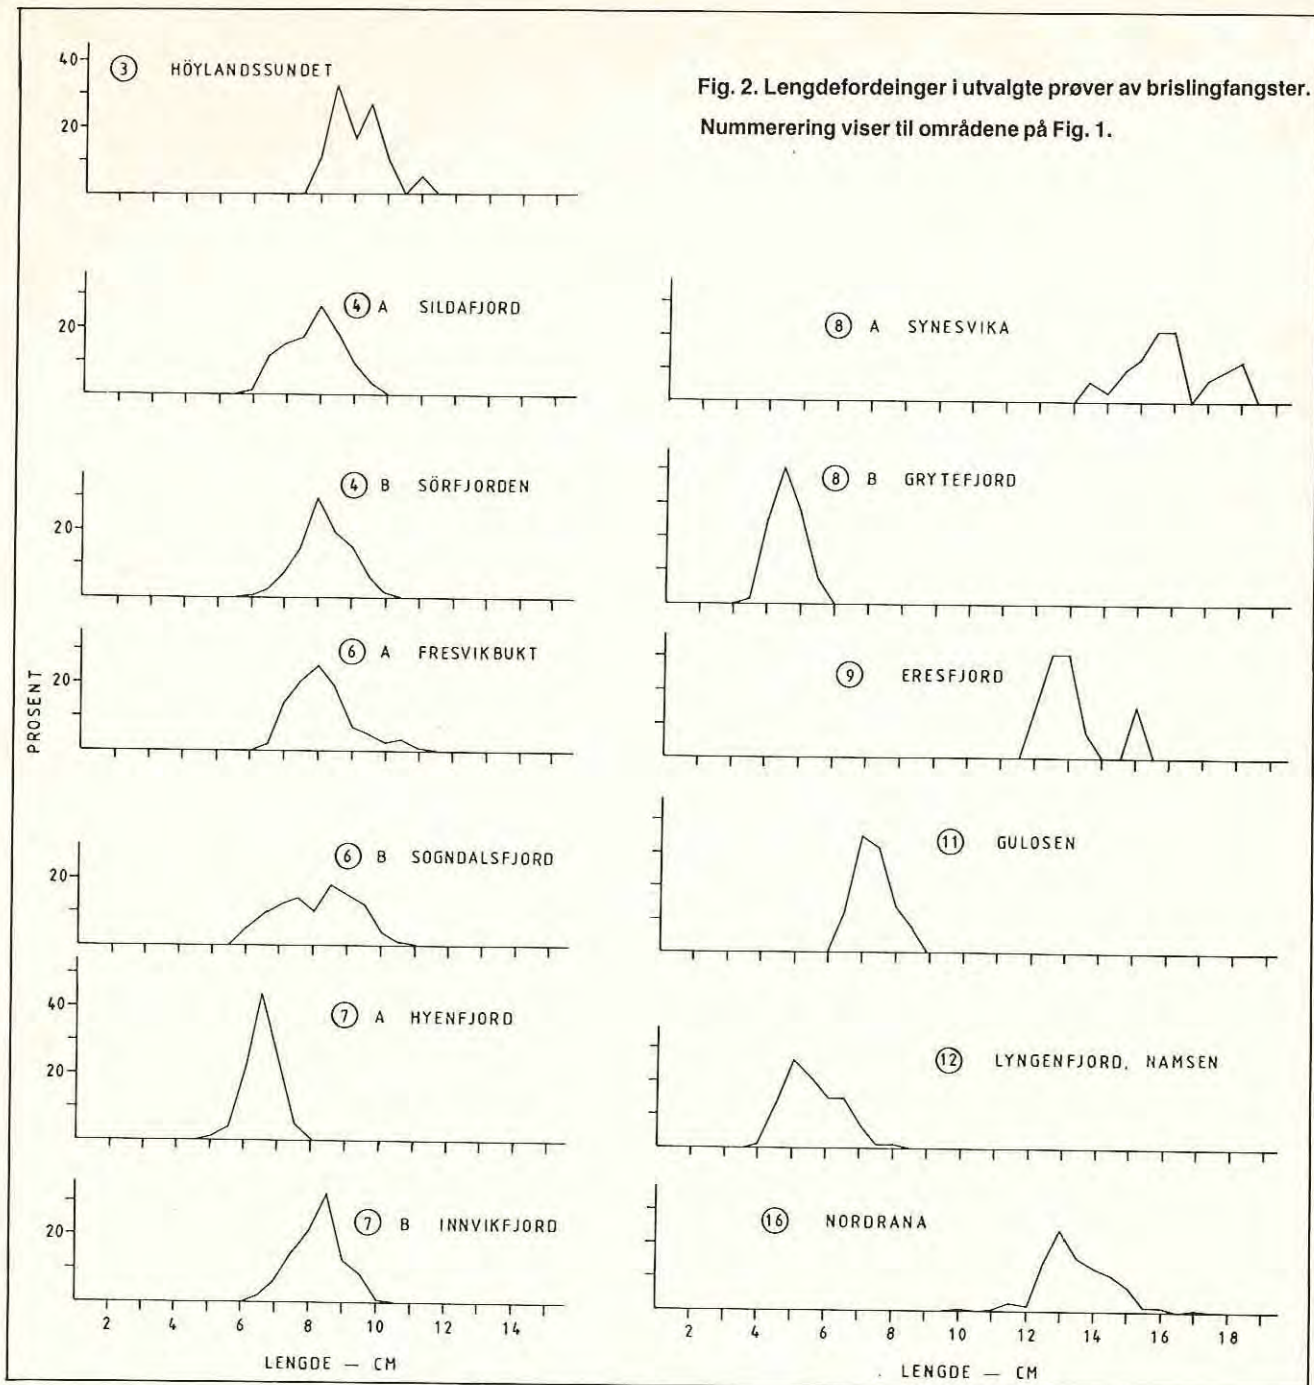 Fig. 2. Lengdefordeinger i utvalgte prøver av brislingfangster.
Nummerering viser til områdene på Fig. 1.
40
20
3 HÖYLANDSSUNDET
20
4 A SILDAFJORD
20
4 B SÖRFJORDEN
20
6 A FRESVIKBUKT
20
6 B SOGNDALSFJORD
40
20
7 A HYENFJORD
20
7 B INNVIKFJORD
2 4 6 8 10 12 14
LENGDE — CM
PROSENT
8 A SYNESVIKA
8 B GRYTEFJORD
9 ERESFJORD
11 GULOSEN
12 LYNGENFJORD, NAMSEN
16 NORDRANA
2 4 6 8 10 12 14 16 18
LENGDE — CM